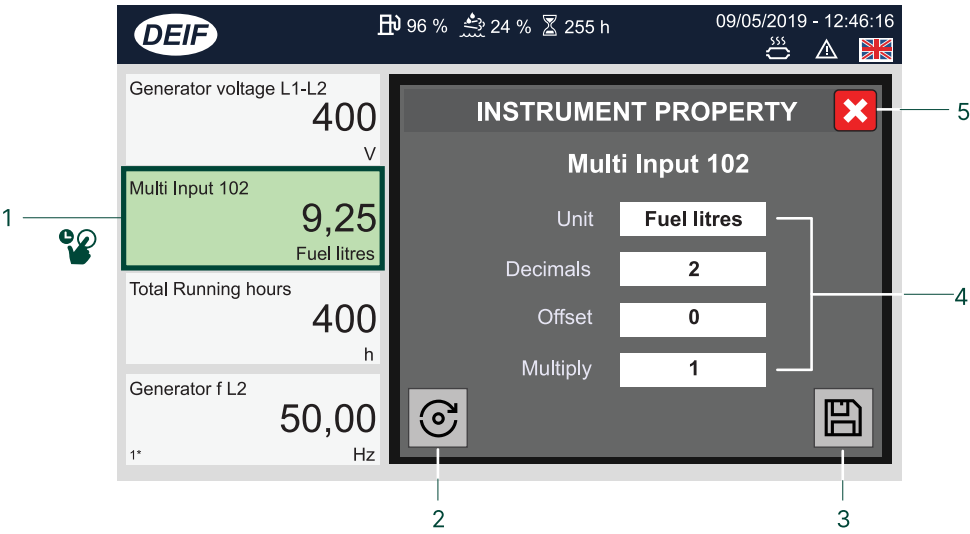 DEIF
96 % 24 % 255 h
09/05/2019 - 12:46:16
Generator voltage L1-L2
400
V
Multi Input 102
9,25
Fuel litres
Total Running hours
400
h
Generator f L2
50,00
1* Hz
INSTRUMENT PROPERTY
Multi Input 102
Unit Fuel litres
Decimals 2
Offset 0
Multiply 1
1
2
3
4
5